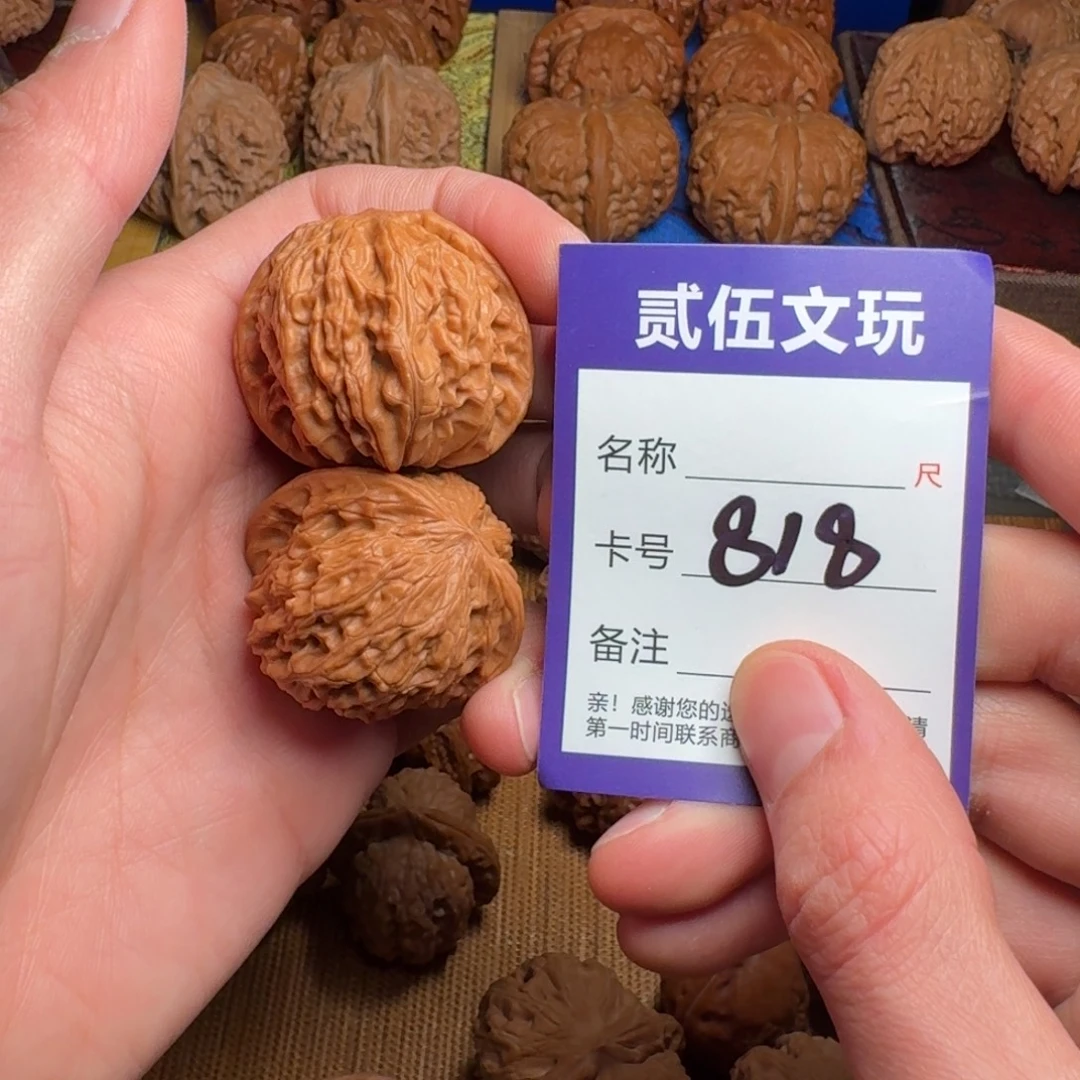 贰伍文玩
名称 尺
卡号 818
备注
亲！感谢您的 请
第一时间联系商